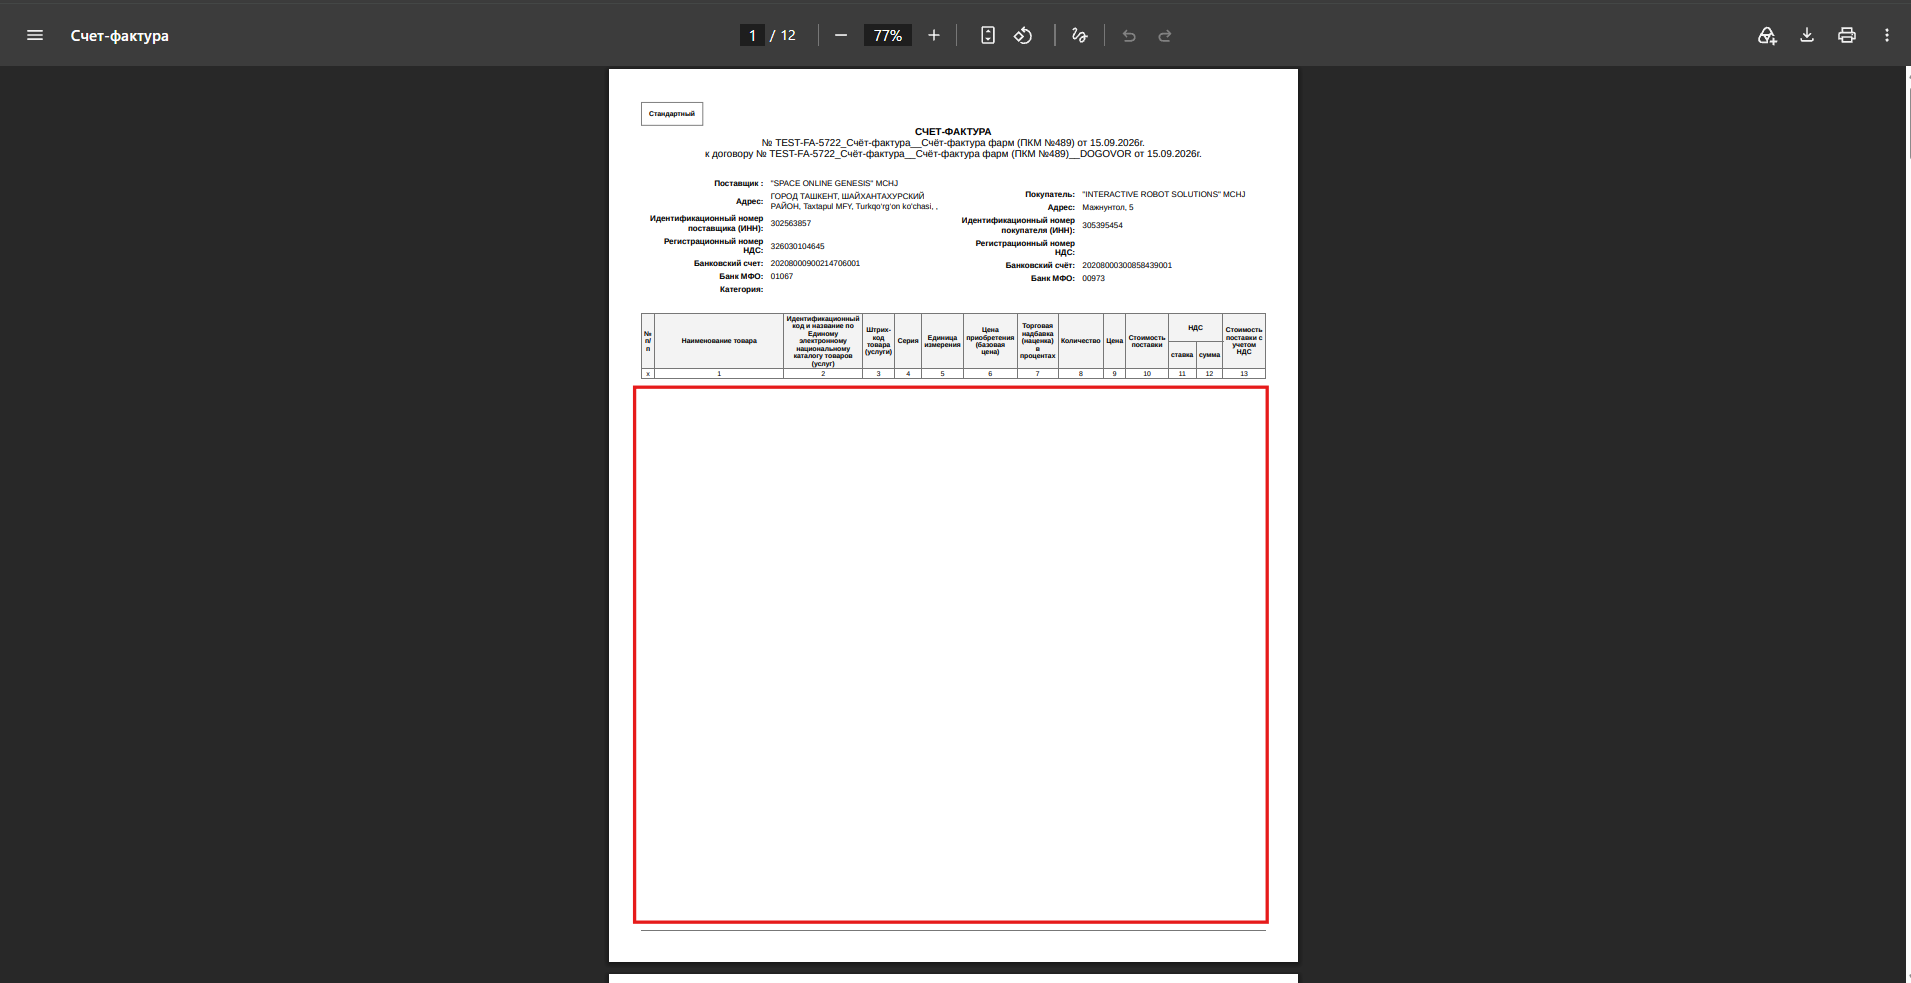 Счет-фактура
1 / 12
77%
Стандартный
СЧЕТ-ФАКТУРА
№ TEST-FA-5722_Счёт-фактура__Счёт-фактура фарм (ПКМ №489) от 15.09.2026г.
к договору № TEST-FA-5722_Счёт-фактура__Счёт-фактура фарм (ПКМ №489)__DOGOVOR от 15.09.2026г.
Поставщик : "SPACE ONLINE GENESIS" MCHJ
Адрес: ГОРОД ТАШКЕНТ, ШАЙХАНТАХУРСКИЙ
РАЙОН, Taxtapul MFY, Turkqo'rg'on ko'chasi, ,
Идентификационный номер
поставщика (ИНН): 302563857
Регистрационный номер
НДС: 326030104645
Банковский счет: 20208000900214706001
Банк МФО: 01067
Категория:
Покупатель: "INTERACTIVE ROBOT SOLUTIONS" MCHJ
Адрес: Мажнунтол, 5
Идентификационный номер
покупателя (ИНН): 305395454
Регистрационный номер
НДС:
Банковский счёт: 20208000300858439001
Банк МФО: 00973
№
п/
п
Наименование товара
Идентификационный
код и название по
Единому
электронному
национальному
каталогу товаров
(услуг)
Штрих-
код
товара
(услуги)
Серия
Единица
измерения
Цена
приобретения
(базовая
цена)
Торговая
надбавка
(наценка)
в
процентах
Количество
Цена
Стоимость
поставки
НДС
ставка
сумма
Стоимость
поставки с
учетом
НДС
x 1 2 3 4 5 6 7 8 9 10 11 12 13